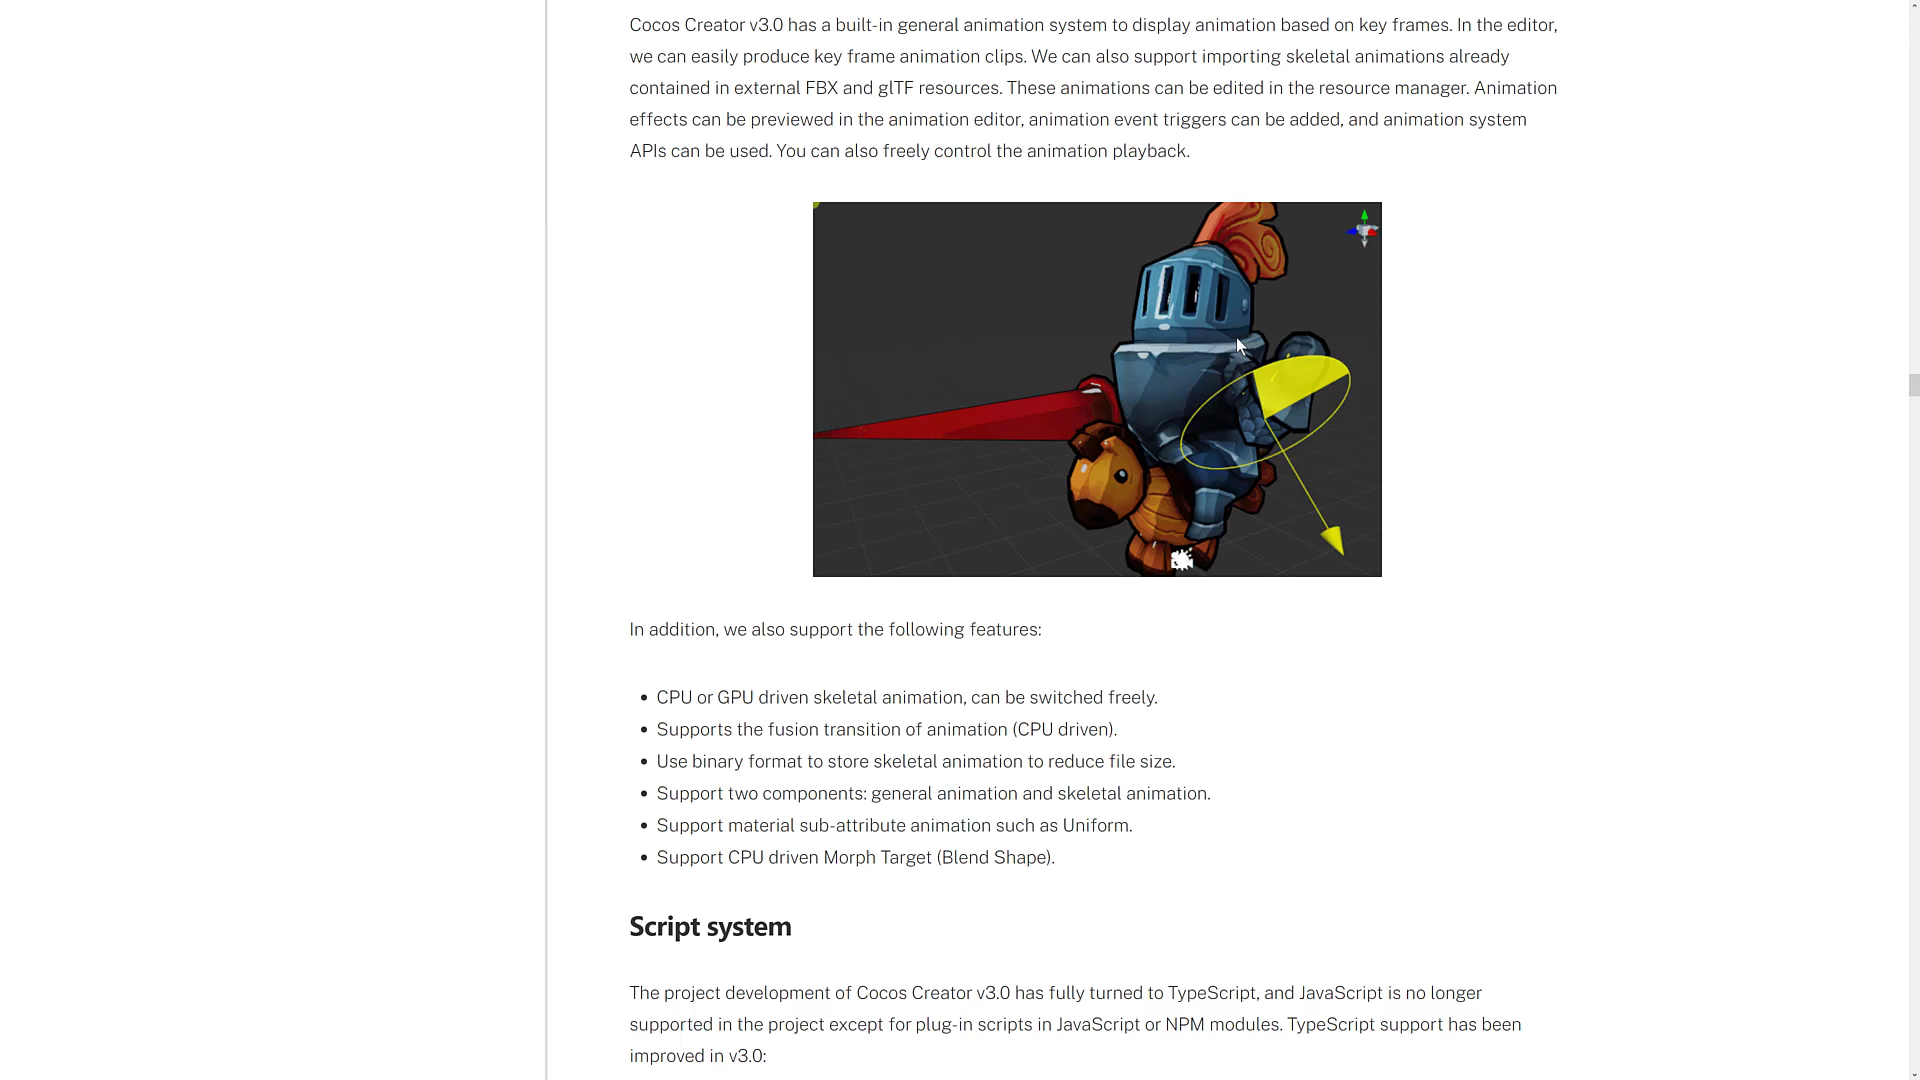 Cocos Creator v3.0 has a built-in general animation system to display animation based on key frames. In the editor,
we can easily produce key frame animation clips. We can also support importing skeletal animations already
contained in external FBX and glTF resources. These animations can be edited in the resource manager. Animation
effects can be previewed in the animation editor, animation event triggers can be added, and animation system
APIs can be used. You can also freely control the animation playback.
In addition, we also support the following features:
• CPU or GPU driven skeletal animation, can be switched freely.
• Supports the fusion transition of animation (CPU driven).
• Use binary format to store skeletal animation to reduce file size.
• Support two components: general animation and skeletal animation.
• Support material sub-attribute animation such as Uniform.
• Support CPU driven Morph Target (Blend Shape).
Script system
The project development of Cocos Creator v3.0 has fully turned to TypeScript, and JavaScript is no longer
supported in the project except for plug-in scripts in JavaScript or NPM modules. TypeScript support has been
improved in v3.0: